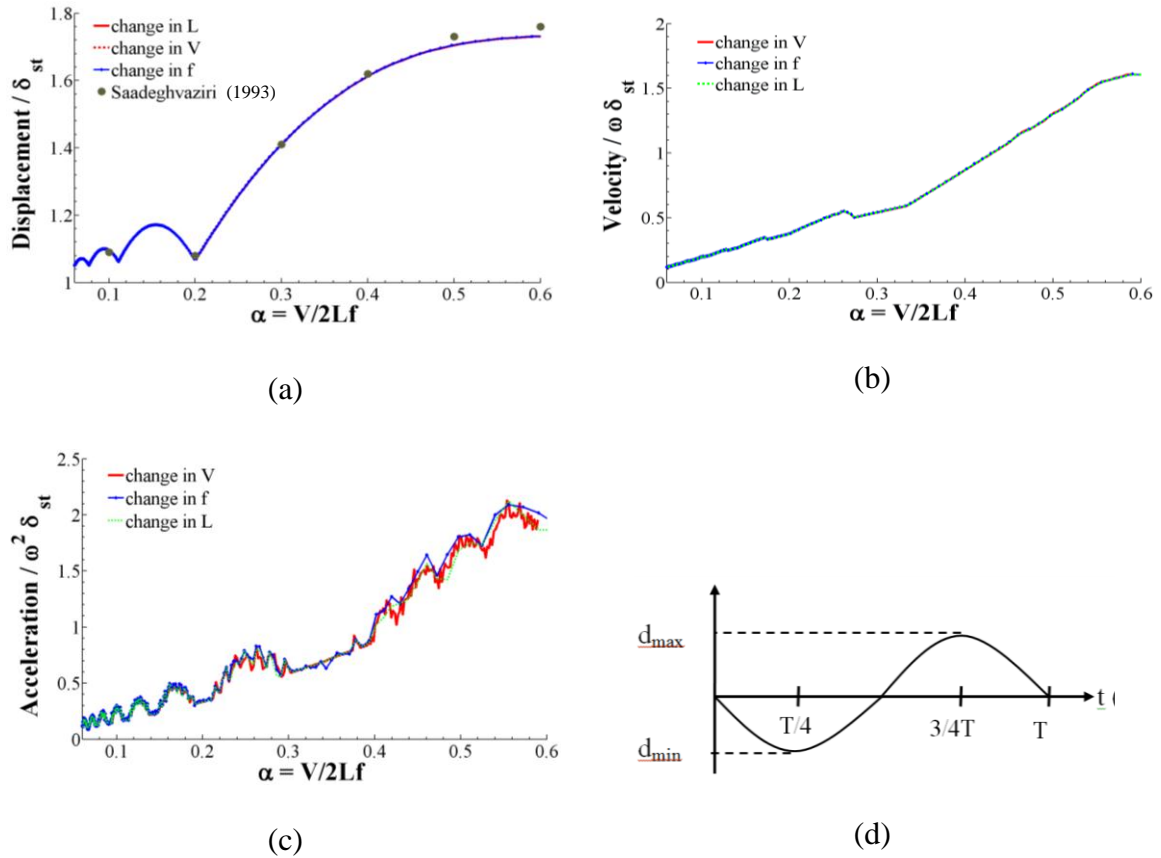 1.8
change in L
change in V
change in f
Saadeghvaziri (1993)
1.6
1.4
1.2
1
Displacement / δ st
0.1 0.2 0.3 0.4 0.5 0.6
α = V/2Lf
(a)
2
change in V
change in f
change in L
1.5
1
0.5
0
Velocity / ω δ st
0.1 0.2 0.3 0.4 0.5 0.6
α = V/2Lf
(b)
2.5
change in V
change in f
change in L
2
1.5
1
0.5
0
Acceleration / ω² δ st
0.1 0.2 0.3 0.4 0.5 0.6
α = V/2Lf
(c)
dmax
T/4 3/4T T t (
dmin
(d)